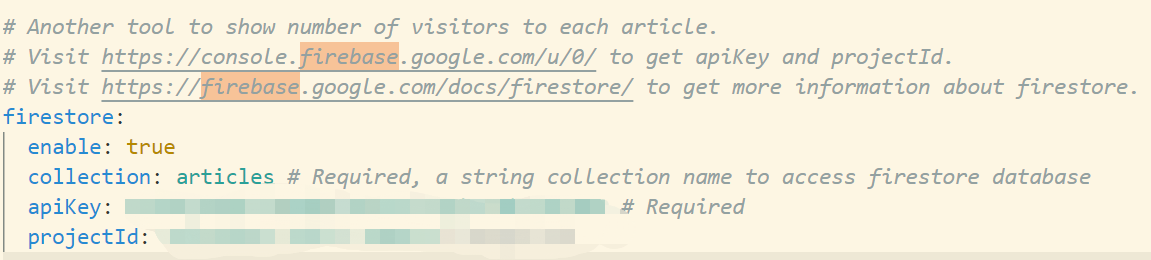 # Another tool to show number of visitors to each article.
# Visit https://console.firebase.google.com/u/0/ to get apiKey and projectId.
# Visit https://firebase.google.com/docs/firestore/ to get more information about firestore.
firestore:
enable: true
collection: articles # Required, a string collection name to access firestore database
apiKey: # Required
projectId: